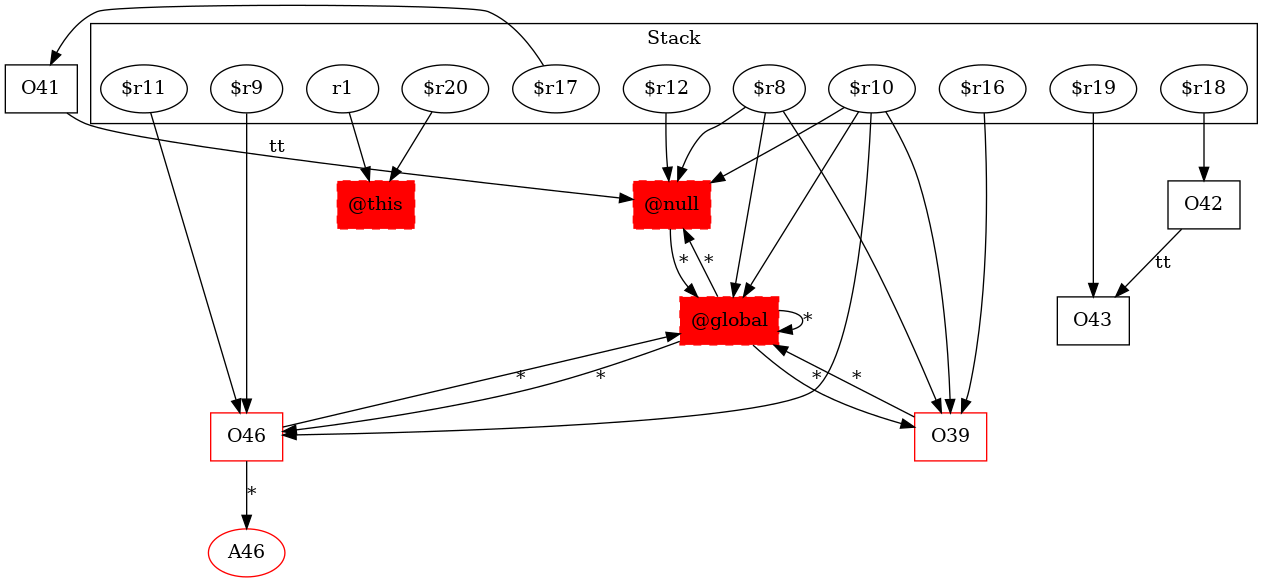 Stack
O41
$r11
$r9
r1
$r20
$r17
$r12
$r8
$r10
$r16
$r19
$r18
tt
@this
@null
O42
*
*
tt
@global
*
O43
*
*
*
*
O46
O39
*
A46